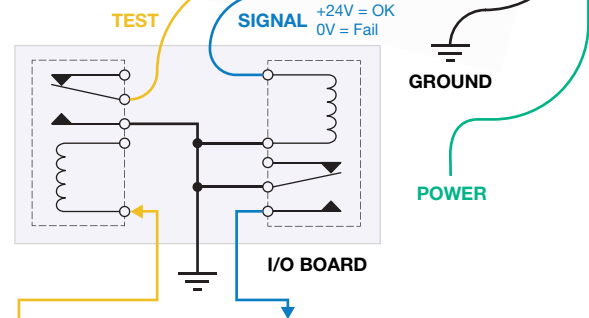 TEST
SIGNAL
+24V = OK
0V = Fail
GROUND
POWER
I/O BOARD